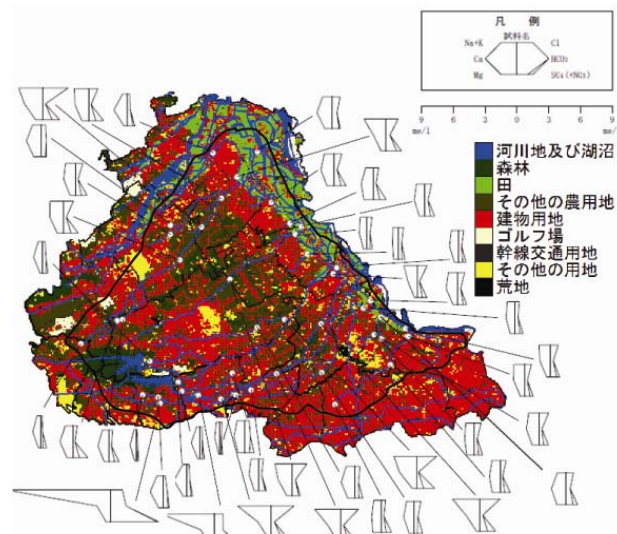 凡 例
試料名
Na+K
Cl
Ca
HCO3
Mg
SO4(+NO3)
9 6 3 0 3 6 9
me/l
me/
河川地及び湖沼
森林
田
その他の農用地
建物用地
ゴルフ場
幹線交通用地
その他の用地
荒地